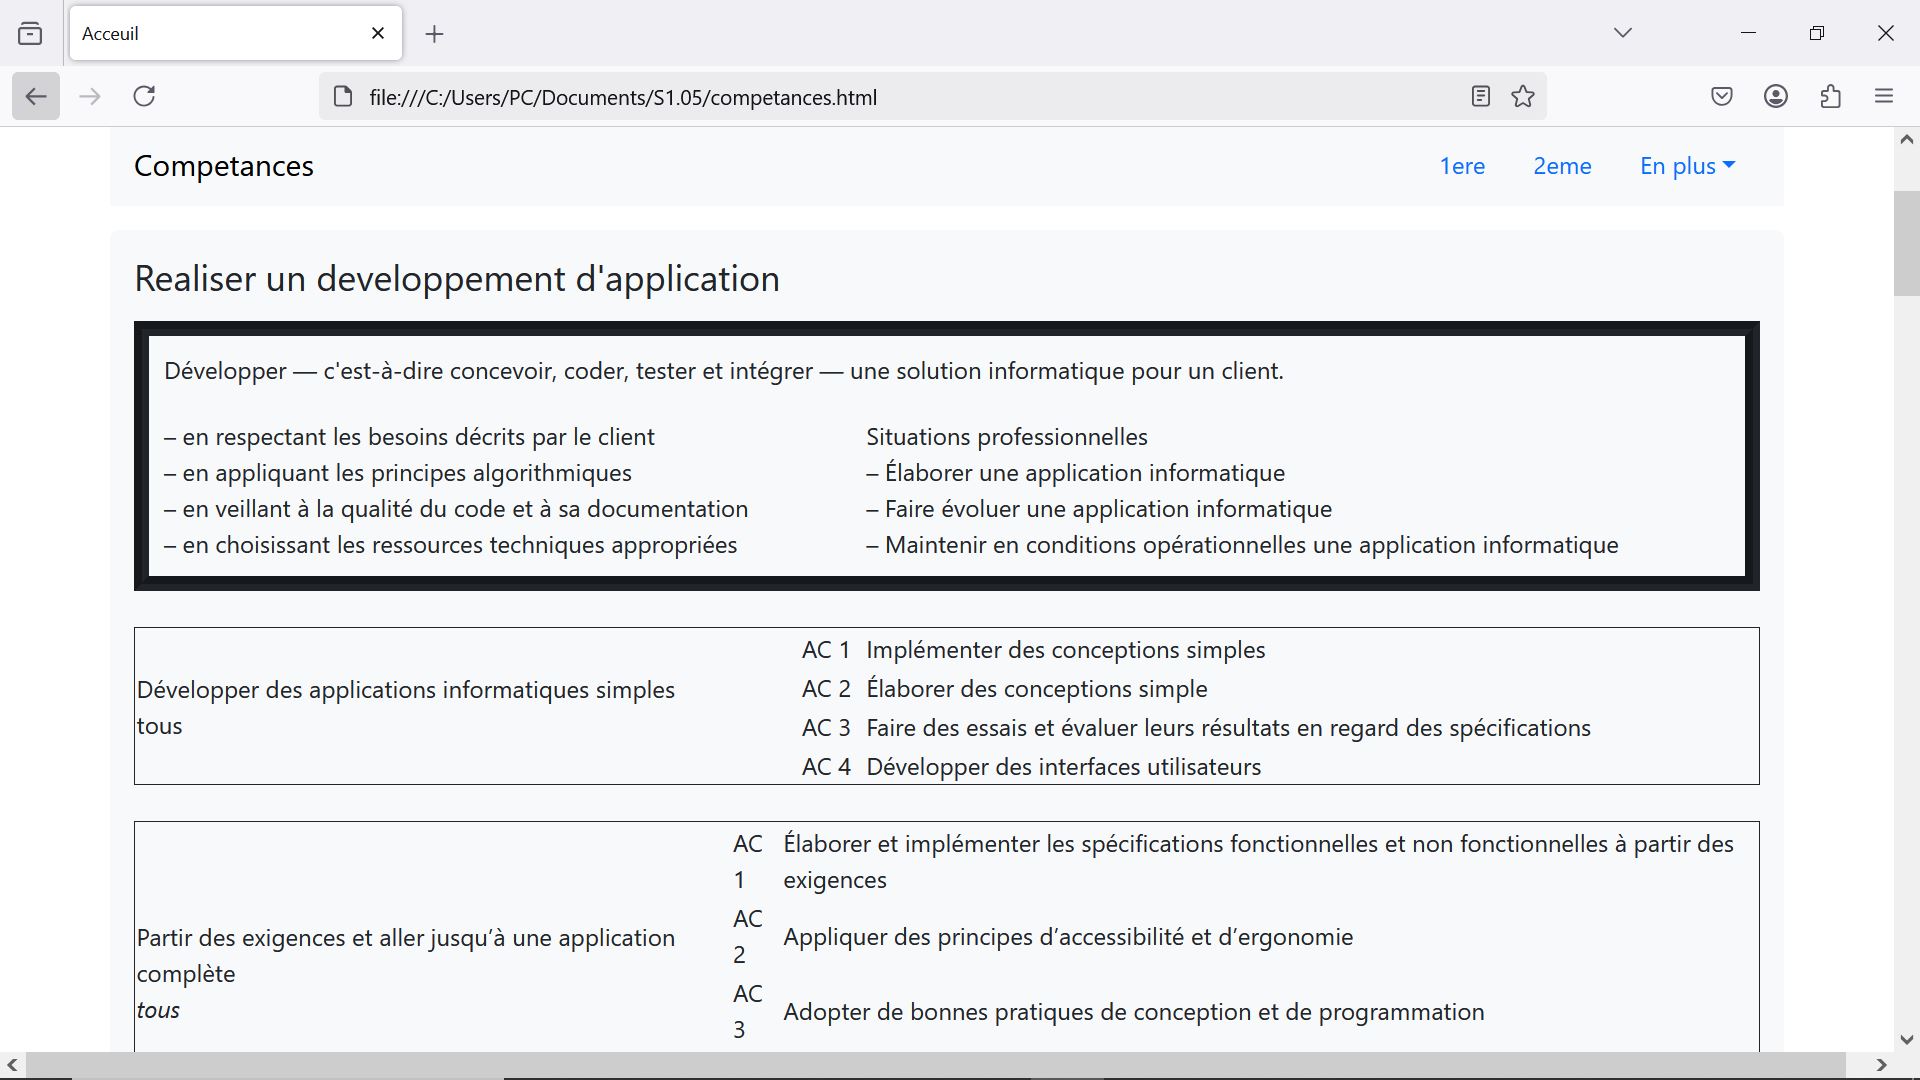 Acceuil
file:///C:/Users/PC/Documents/S1.05/competances.html
Competances
1ere
2eme
En plus
Realiser un developpement d'application
Développer — c'est-à-dire concevoir, coder, tester et intégrer — une solution informatique pour un client.
– en respectant les besoins décrits par le client
– en appliquant les principes algorithmiques
– en veillant à la qualité du code et à sa documentation
– en choisissant les ressources techniques appropriées
Situations professionnelles
– Élaborer une application informatique
– Faire évoluer une application informatique
– Maintenir en conditions opérationnelles une application informatique
Développer des applications informatiques simples
tous
AC 1 Implémenter des conceptions simples
AC 2 Élaborer des conceptions simple
AC 3 Faire des essais et évaluer leurs résultats en regard des spécifications
AC 4 Développer des interfaces utilisateurs
Partir des exigences et aller jusqu’à une application
complète
tous
AC
1
Élaborer et implémenter les spécifications fonctionnelles et non fonctionnelles à partir des
exigences
AC
2
Appliquer des principes d’accessibilité et d’ergonomie
AC
3
Adopter de bonnes pratiques de conception et de programmation